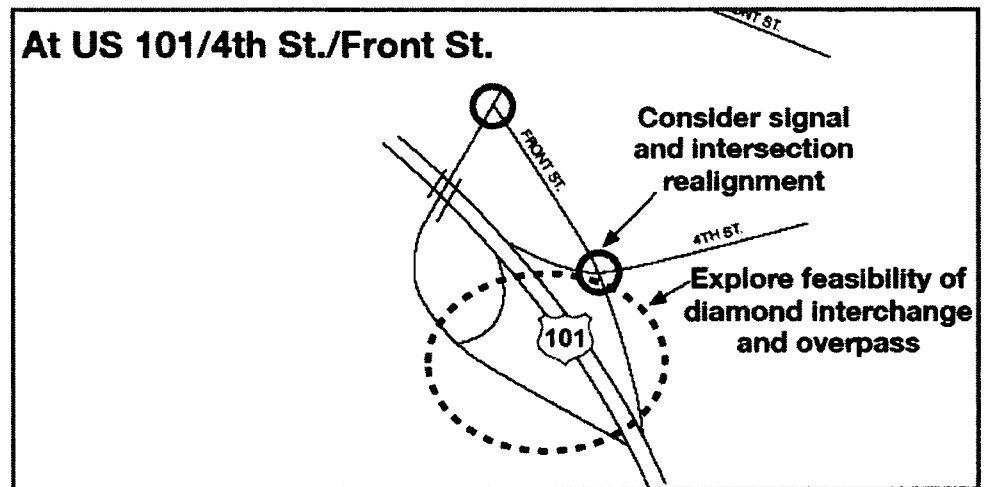 At US 101/4th St./Front St.
ST.
Consider signal
and intersection
realignment
FRONT ST.
4TH ST.
Explore feasibility of
diamond interchange
and overpass
101